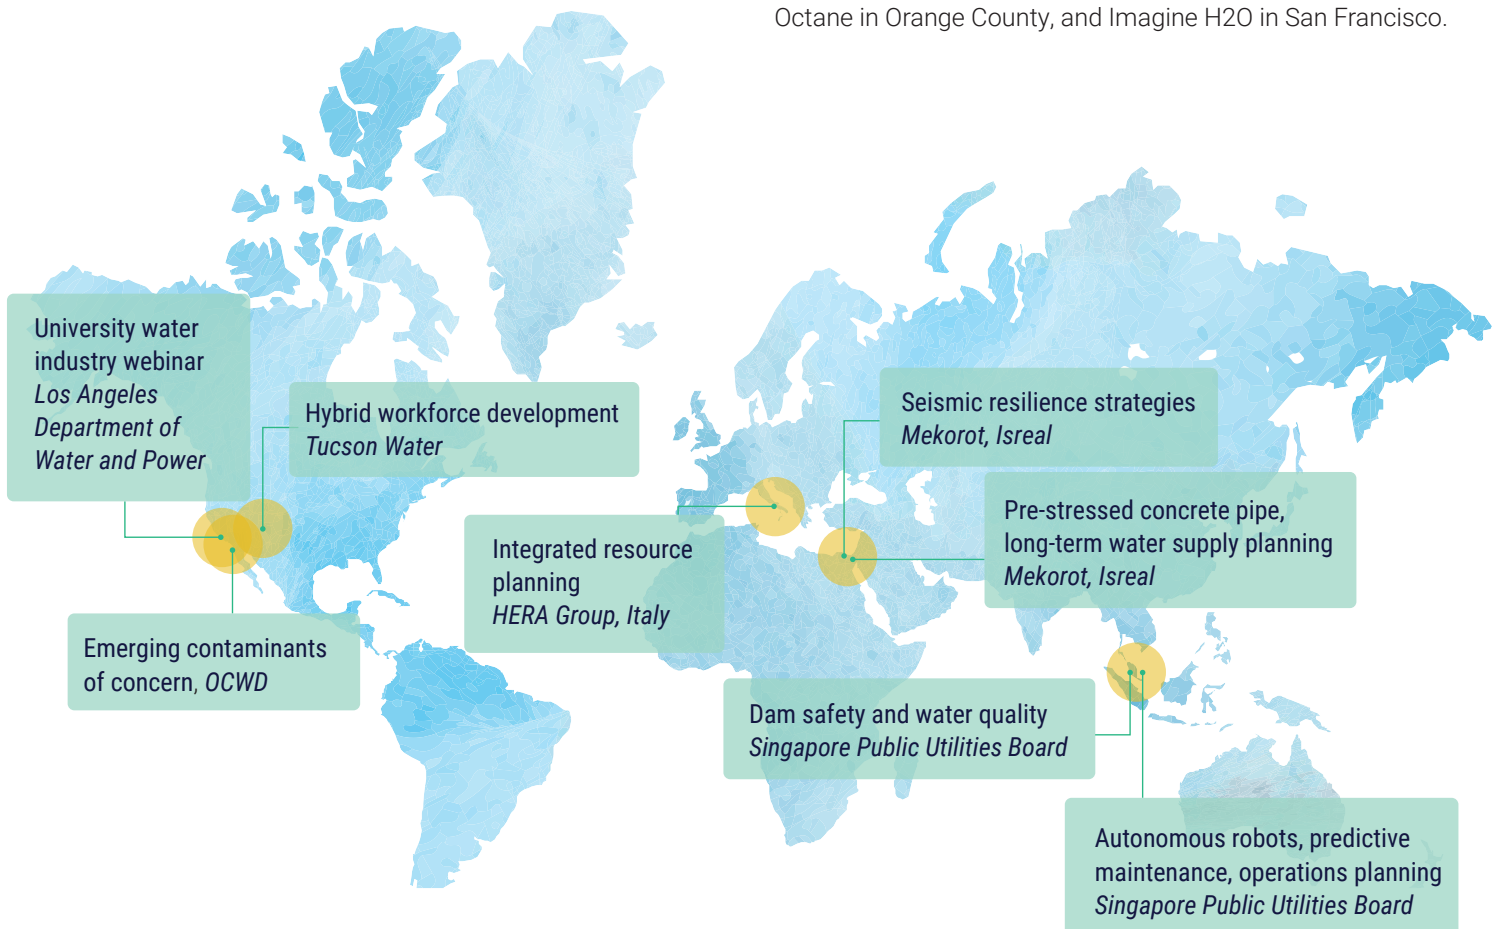 Octane in Orange County, and Imagine H2O in San Francisco.
University water
industry webinar
Los Angeles
Department of
Water and Power
Hybrid workforce development
Tucson Water
Emerging contaminants
of concern, OCWD
Integrated resource
planning
HERA Group, Italy
Seismic resilience strategies
Mekorot, Isreal
Pre-stressed concrete pipe,
long-term water supply planning
Mekorot, Isreal
Dam safety and water quality
Singapore Public Utilities Board
Autonomous robots, predictive
maintenance, operations planning
Singapore Public Utilities Board